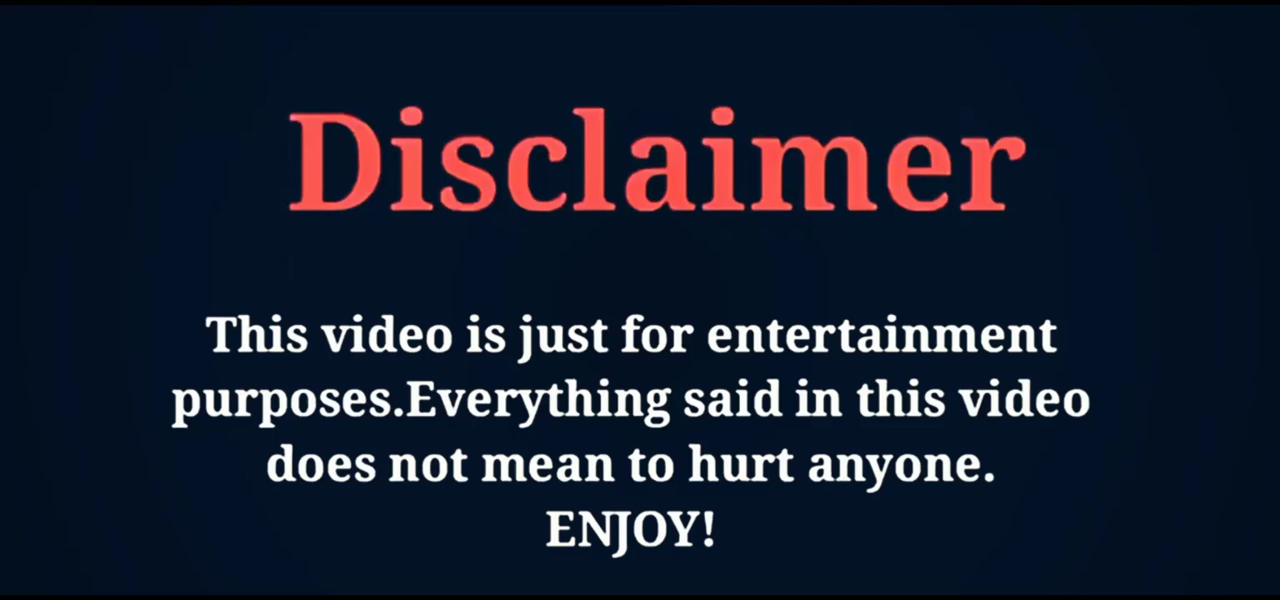 Disclaimer
This video is just for entertainment
purposes.Everything said in this video
does not mean to hurt anyone.
ENJOY!